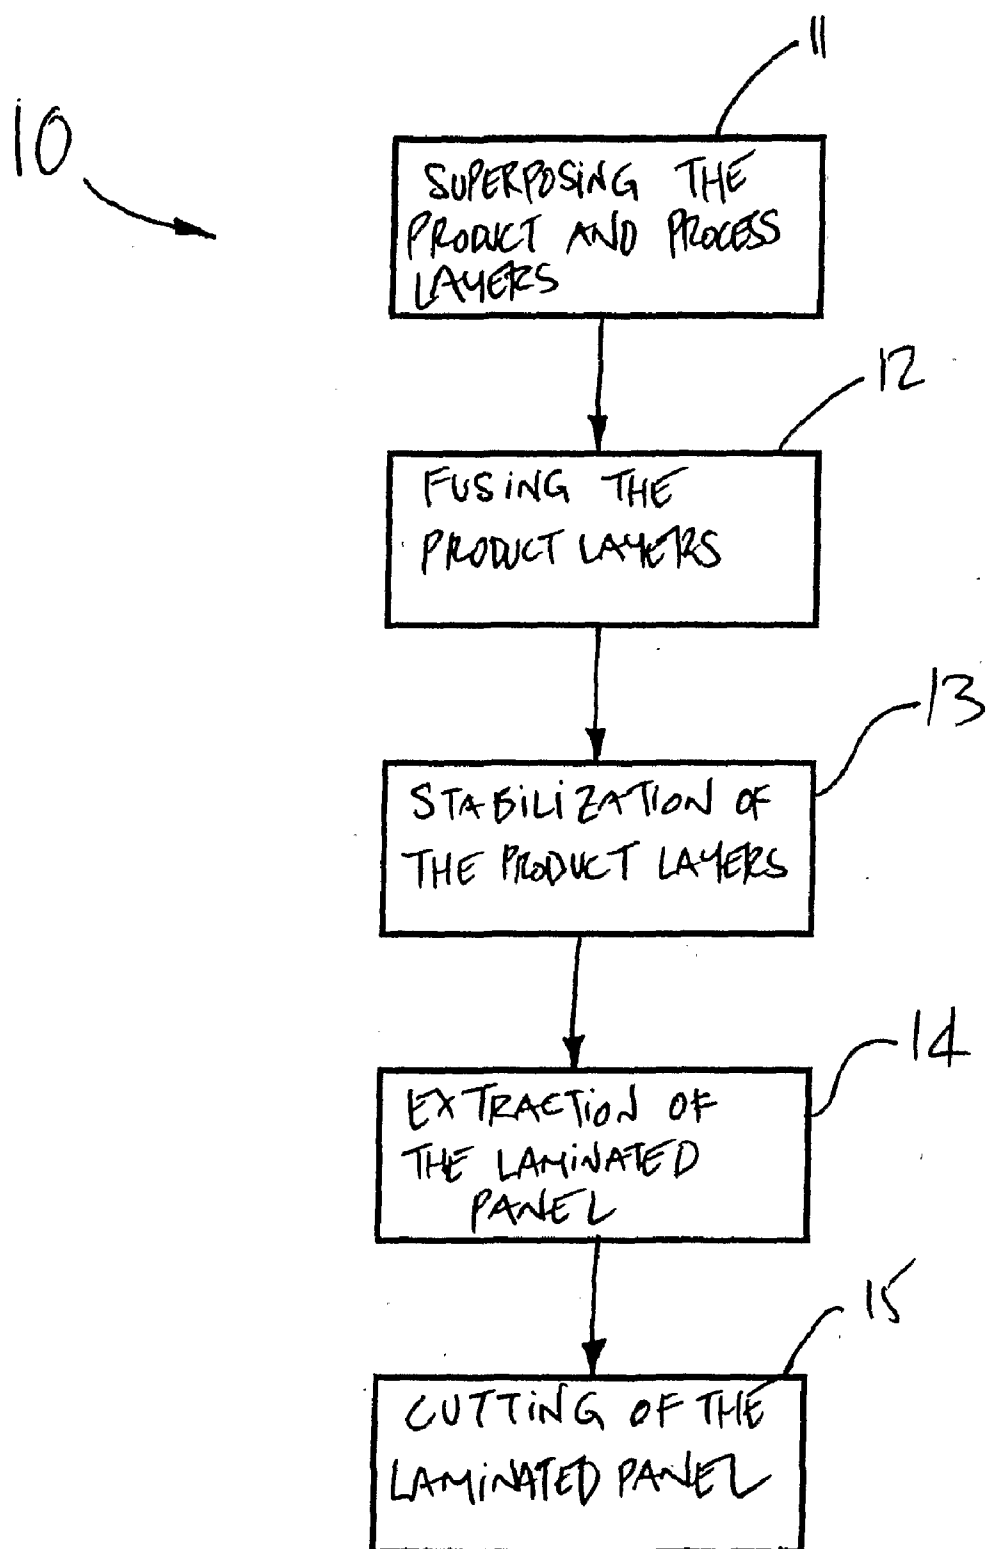 11
10
SUPERPOSING THE
PRODUCT AND PROCESS
LAYERS
12
FUSING THE
PRODUCT LAYERS
13
STABILIZATION OF
THE PRODUCT LAYERS
14
EXTRACTION OF
THE LAMINATED
PANEL
15
CUTTING OF THE
LAMINATED PANEL